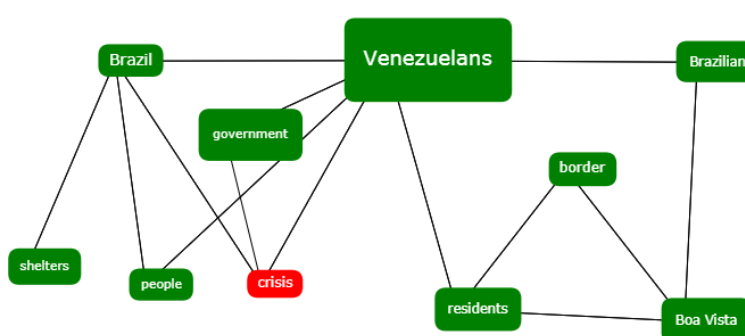 Venezuelans
Brazil
Brazilian
government
border
shelters
people
crisis
residents
Boa Vista